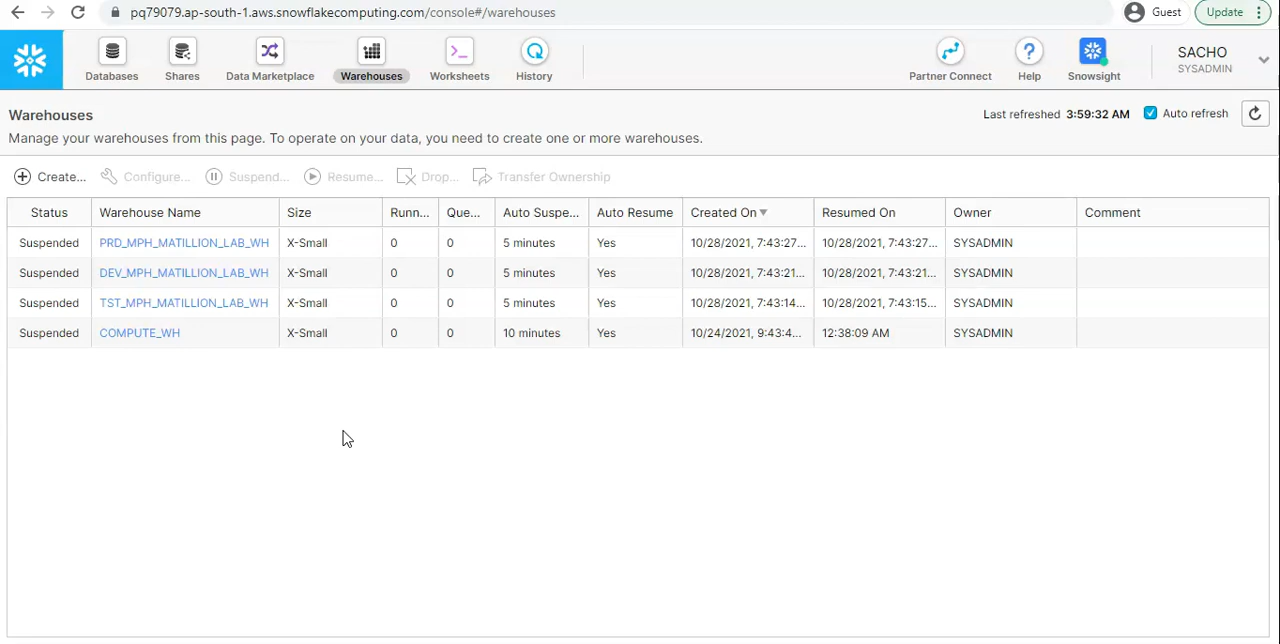 pq79079.ap-south-1.aws.snowflakecomputing.com/console#/warehouses Guest Update
Databases Shares Data Marketplace Warehouses Worksheets History Partner Connect Help Snowsight SACHO
SYSADMIN
Warehouses Last refreshed 3:59:32 AM Auto refresh
Manage your warehouses from this page. To operate on your data, you need to create one or more warehouses.
Create... Configure... Suspend... Resume... Drop... Transfer Ownership
Status Warehouse Name Size Runn... Que... Auto Suspe... Auto Resume Created On Resumed On Owner Comment
Suspended PRD_MPH_MATILLION_LAB_WH X-Small 0 0 5 minutes Yes 10/28/2021, 7:43:27... 10/28/2021, 7:43:27... SYSADMIN
Suspended DEV_MPH_MATILLION_LAB_WH X-Small 0 0 5 minutes Yes 10/28/2021, 7:43:21... 10/28/2021, 7:43:21... SYSADMIN
Suspended TST_MPH_MATILLION_LAB_WH X-Small 0 0 5 minutes Yes 10/28/2021, 7:43:14... 10/28/2021, 7:43:15... SYSADMIN
Suspended COMPUTE_WH X-Small 0 0 10 minutes Yes 10/24/2021, 9:43:4... 12:38:09 AM SYSADMIN